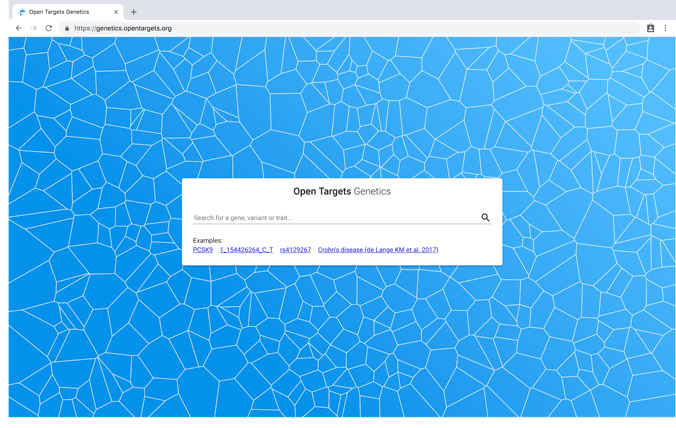 Open Targets Genetics
https://genetics.opentargets.org
Open Targets Genetics
Search for a gene, variant or trait...
Examples:
PCSK9 1_154426264_C_T rs4129267 Crohn's disease (de Lange KM et al, 2017)